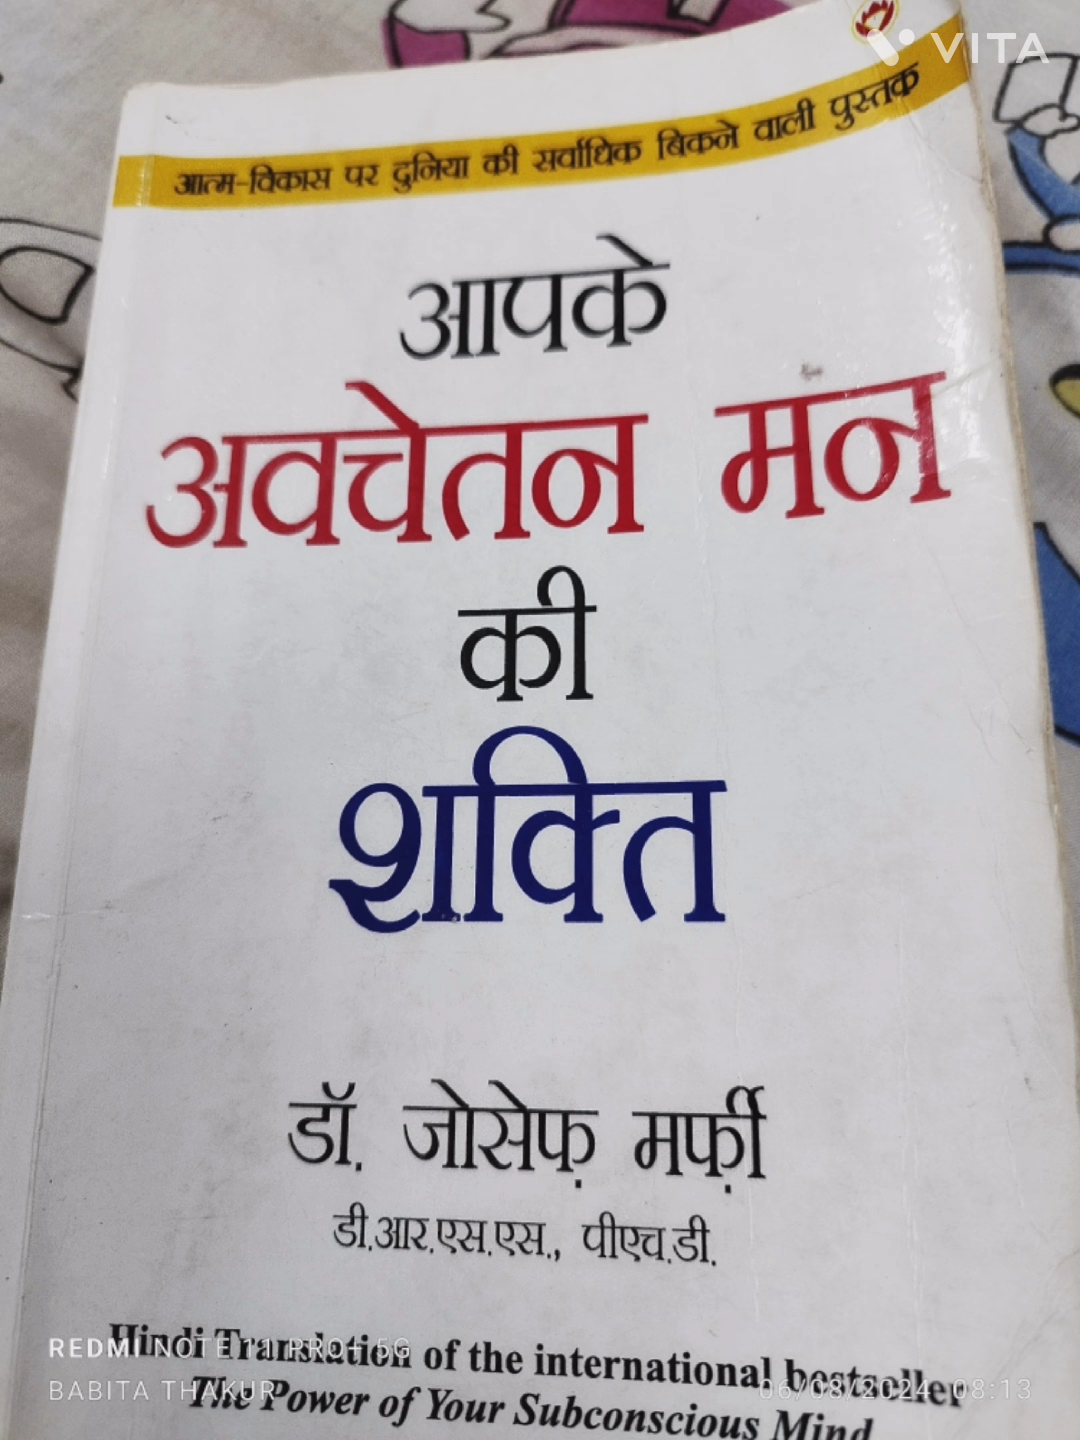 VITA
आत्म-विकास पर दुनिया की सर्वाधिक बिकने वाली पुस्तक
आपके
अवचेतन मन
की
शक्ति
डॉ. जोसेफ़ मर्फ़ी
डी.आर.एस.एस., पीएच.डी.
Hindi Translation of the international bestseller
The Power of Your Subconscious Mind
REDMI NOTE 11 PRO+ 5G
BABITA THAKUR
06/08/2024 08:13